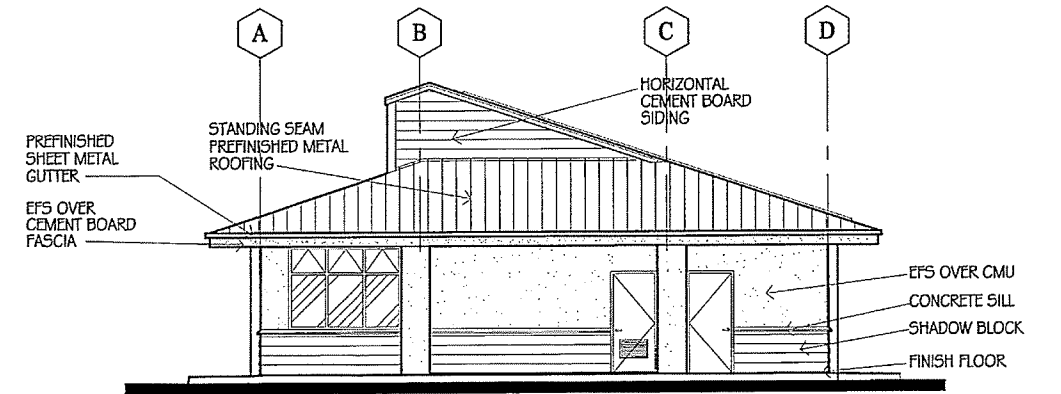 A
B
C
D
HORIZONTAL
CEMENT BOARD
SIDING
STANDING SEAM
PREFINISHED METAL
ROOFING
PREFINISHED
SHEET METAL
GUTTER
EFS OVER
CEMENT BOARD
FASCIA
EFS OVER CMU
CONCRETE SILL
SHADOW BLOCK
FINISH FLOOR